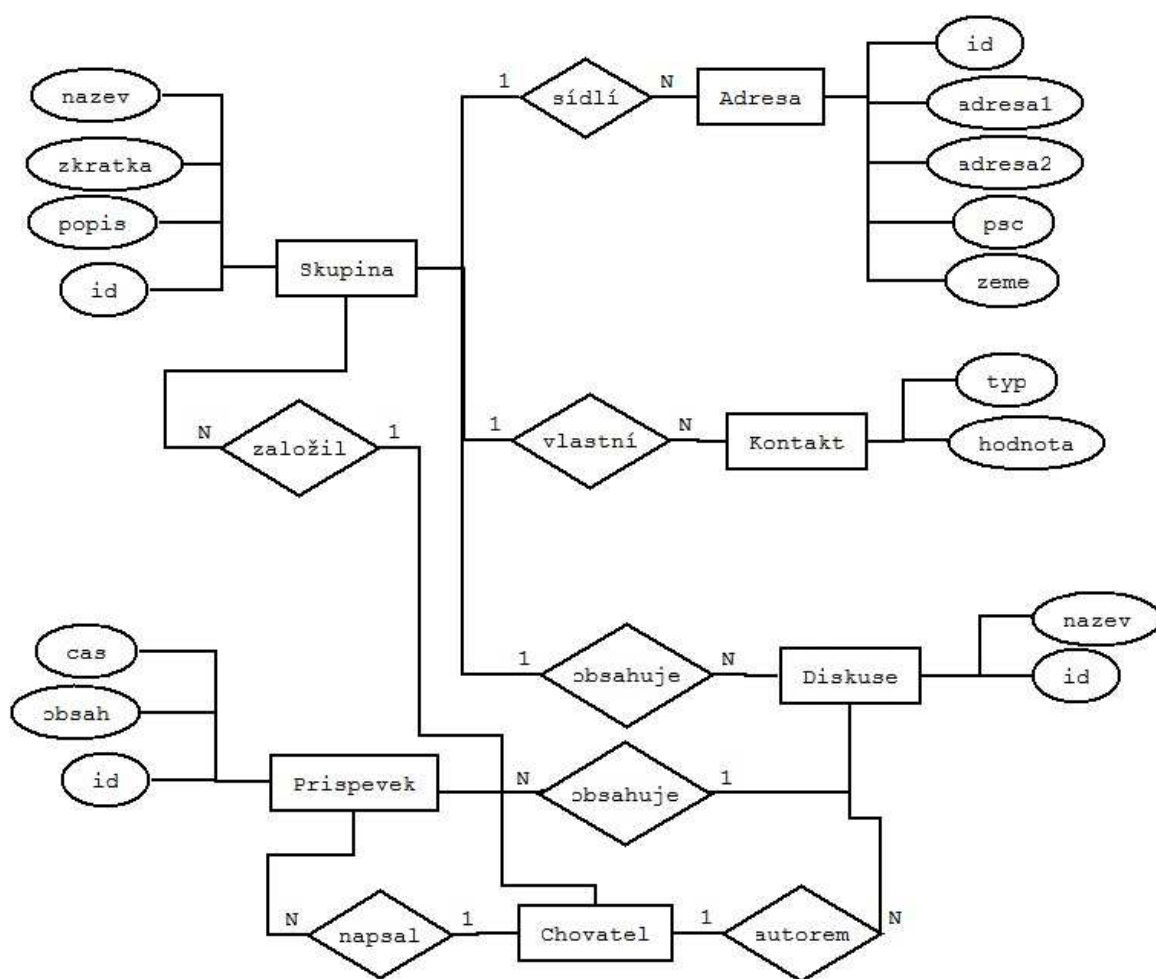 id
nazev
1
sídlí
N
Adresa
adresa1
zkratka
adresa2
popis
psc
Skupina
id
zeme
typ
N
založil
1
1
vlastní
N
Kontakt
hodnota
nazev
cas
1
obsahuje
N
Diskuse
id
obsah
id
Prispevek
N
obsahuje
1
N
napsal
1
Chovatel
1
autorem
N